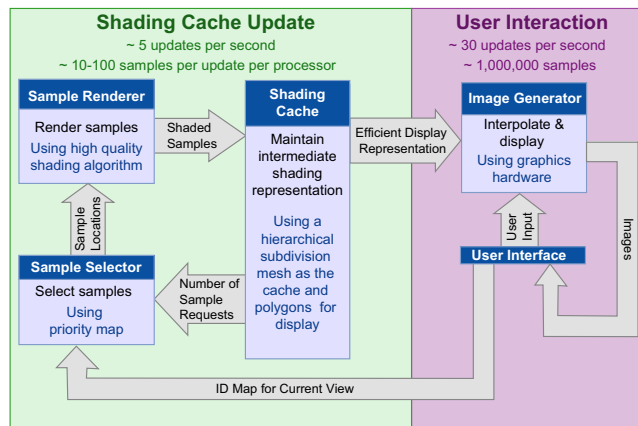 Shading Cache Update
~ 5 updates per second
~ 10-100 samples per update per processor
User Interaction
~ 30 updates per second
~ 1,000,000 samples
Sample Renderer
Render samples
Using high quality
shading algorithm
Shaded
Samples
Shading
Cache
Maintain
intermediate
shading
representation
Using a
hierarchical
subdivision
mesh as the
cache and
polygons for
display
Efficient Display
Representation
Image Generator
Interpolate &
display
Using graphics
hardware
Sample
Locations
User
Input
Images
Sample Selector
Select samples
Using
priority map
Number of
Sample
Requests
User Interface
ID Map for Current View